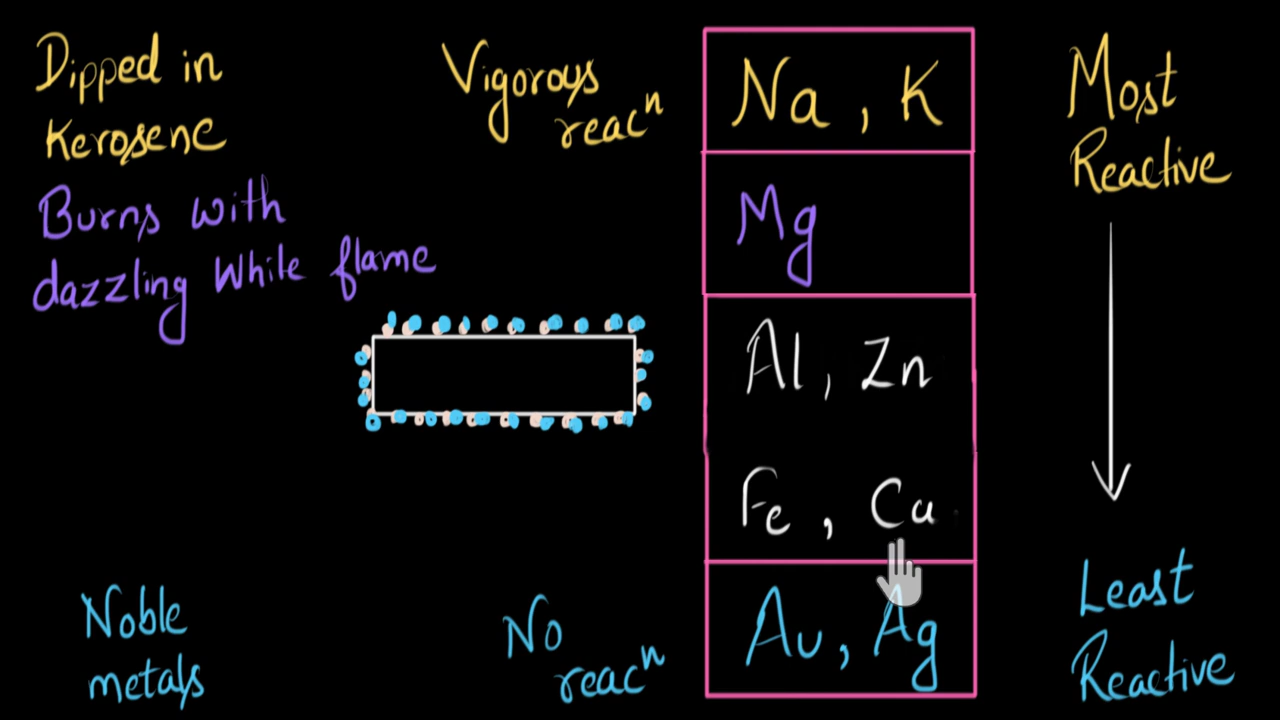 Dipped in
Kerosene
Vigorous
reacⁿ
Na , K
Most
Reactive
Burns with
dazzling White flame
Mg
Al, Zn
Fe, Cu
Noble
metals
No
reacⁿ
Au, Ag
Least
Reactive